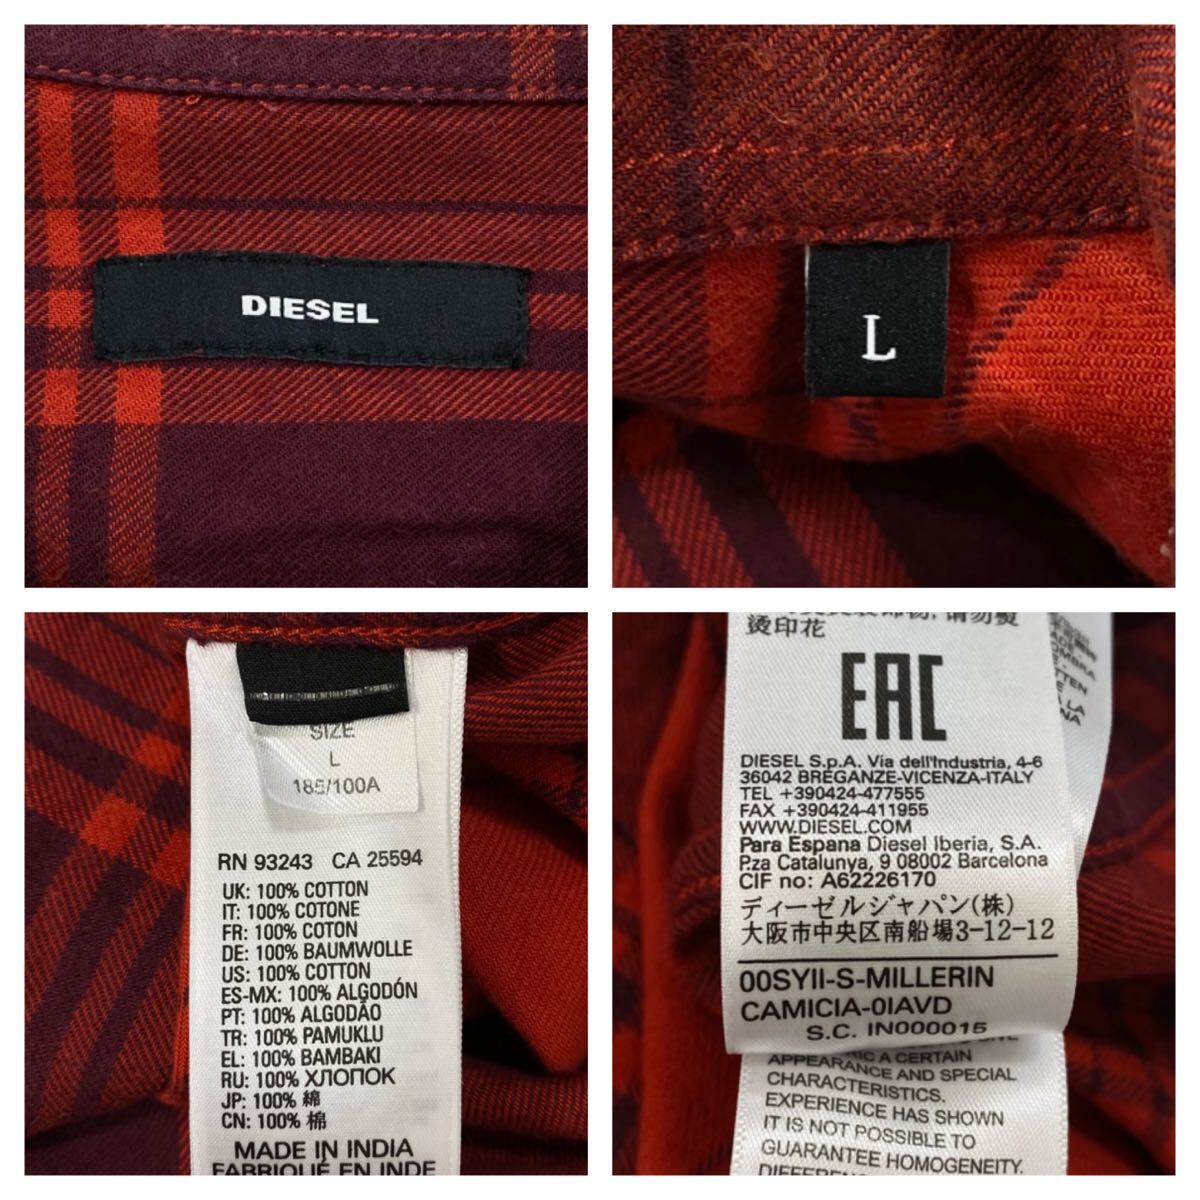 DIESEL
L
SIZE
L
185/100A
RN 93243 CA 25594
UK: 100% COTTON
IT: 100% COTONE
FR: 100% COTON
DE: 100% BAUMWOLLE
US: 100% COTTON
ES-MX: 100% ALGODÓN
PT: 100% ALGODÃO
TR: 100% PAMUKLU
EL: 100% BAMBAKI
RU: 100% ХЛОПОК
JP: 100% 綿
CN: 100% 棉
MADE IN INDIA
FABRIQUÉ EN INDE
请勿熨
烫印花
EAC
DIESEL S.p.A. Via dell'Industria, 4-6
36042 BREGANZE-VICENZA-ITALY
TEL +390424-477555
FAX +390424-411955
WWW.DIESEL.COM
Para Espana Diesel Iberia, S.A.
P.za Catalunya, 9 08002 Barcelona
CIF no: A62226170
ディーゼルジャパン(株)
大阪市中央区南船場3-12-12
00SYII-S-MILLERIN
CAMICIA-0IAVD
S.C. IN000015
APPEARANCE AND SPECIAL
CHARACTERISTICS.
EXPERIENCE HAS SHOWN
IT IS NOT POSSIBLE TO
GUARANTEE HOMOGENEITY.